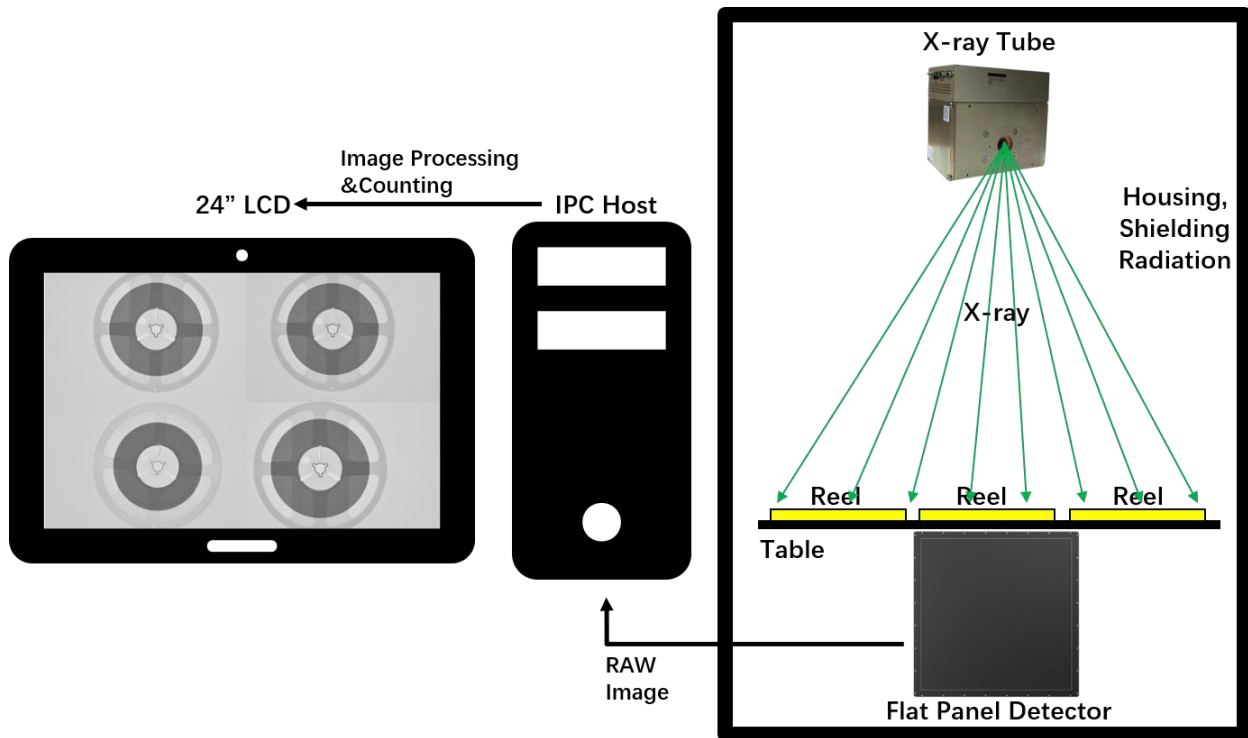 X-ray Tube
Image Processing
&Counting
24” LCD
IPC Host
Housing,
Shielding
Radiation
X-ray
Reel
Reel
Reel
Table
RAW
Image
Flat Panel Detector